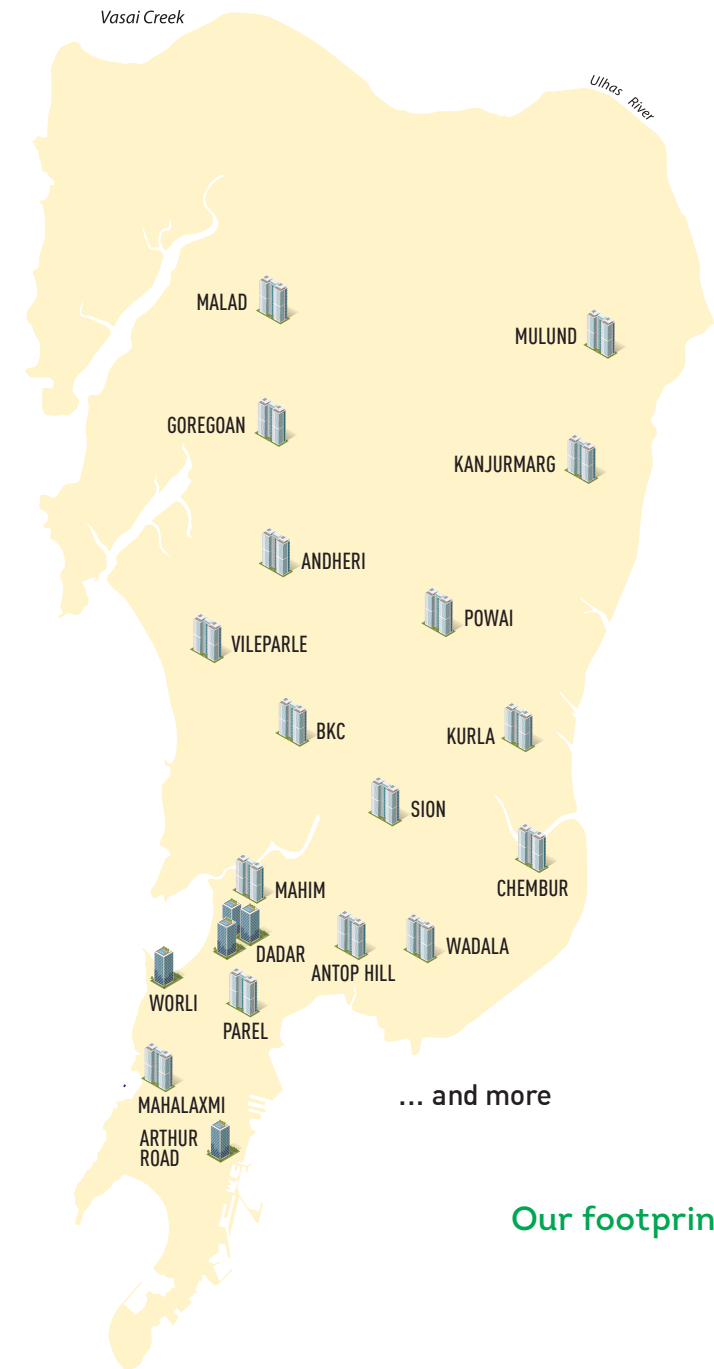 Vasai Creek
Ulhas River
MALAD
MULUND
GOREGOAN
KANJURMARG
ANDHERI
POWAI
VILEPARLE
BKC
KURLA
SION
MAHIM
CHEMBUR
DADAR
WADALA
ANTOP HILL
WORLI
PAREL
... and more
MAHALAXMI
ARTHUR
ROAD
Our footprin